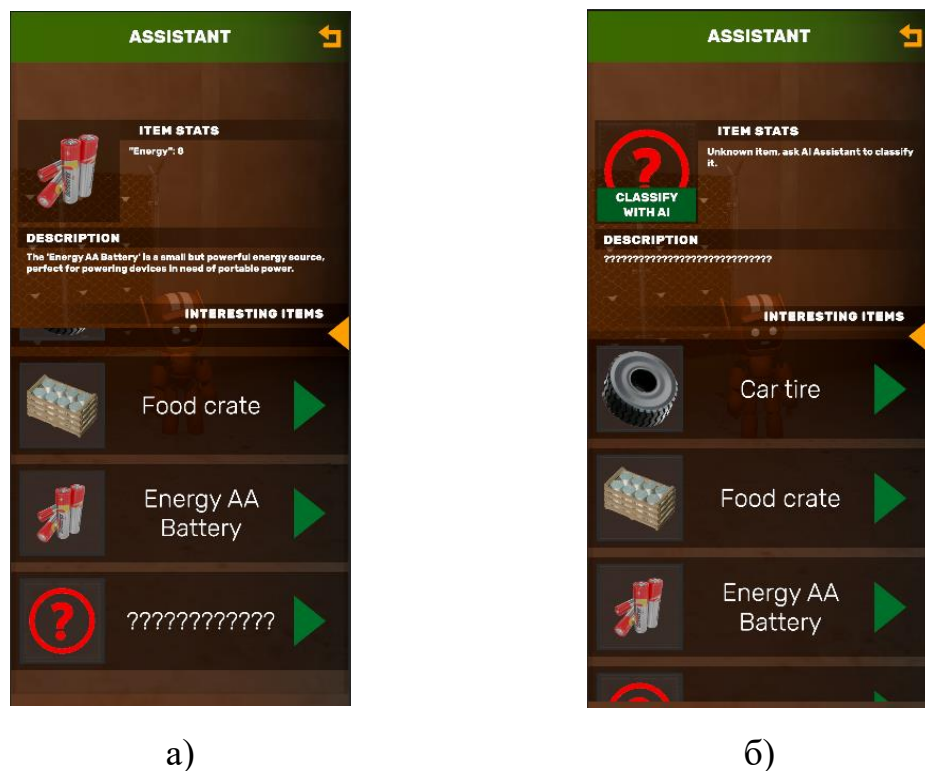 ASSISTANT
ITEM STATS
"Energy": 8
DESCRIPTION
The 'Energy AA Battery' is a small but powerful energy source,
perfect for powering devices in need of portable power.
INTERESTING ITEMS
Food crate
Energy AA
Battery
?
????????????
а)
ASSISTANT
ITEM STATS
Unknown item, ask AI Assistant to classify
it.
?
CLASSIFY
WITH AI
DESCRIPTION
?????????????????????????????
INTERESTING ITEMS
Car tire
Food crate
Energy AA
Battery
б)